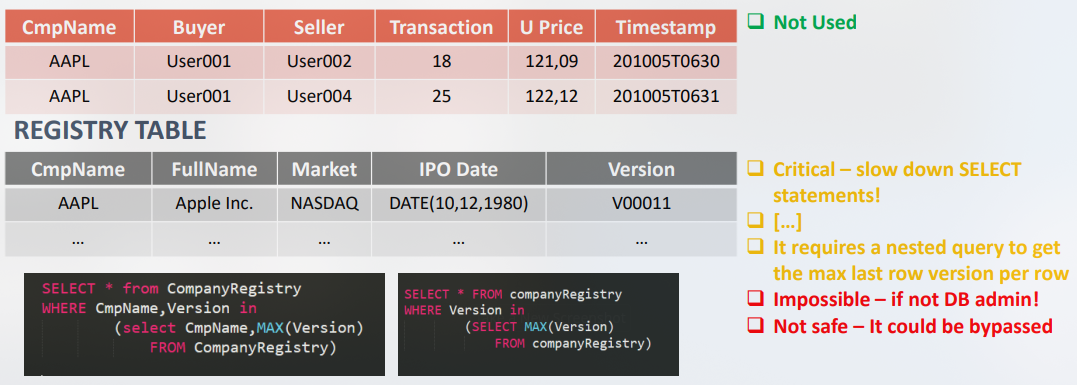 CmpName Buyer Seller Transaction U Price Timestamp
AAPL User001 User002 18 121,09 201005T0630
AAPL User001 User004 25 122,12 201005T0631
❑ Not Used
REGISTRY TABLE
CmpName FullName Market IPO Date Version
AAPL Apple Inc. NASDAQ DATE(10,12,1980) V00011
... ... ... ... ...
❑ Critical – slow down SELECT
statements!
❑ […]
❑ It requires a nested query to get
the max last row version per row
❑ Impossible – if not DB admin!
❑ Not safe – It could be bypassed
SELECT * from CompanyRegistry
WHERE CmpName,Version in
(select CmpName,MAX(Version)
FROM CompanyRegistry)
SELECT * FROM companyRegistry
WHERE Version in
(SELECT MAX(Version)
FROM companyRegistry)